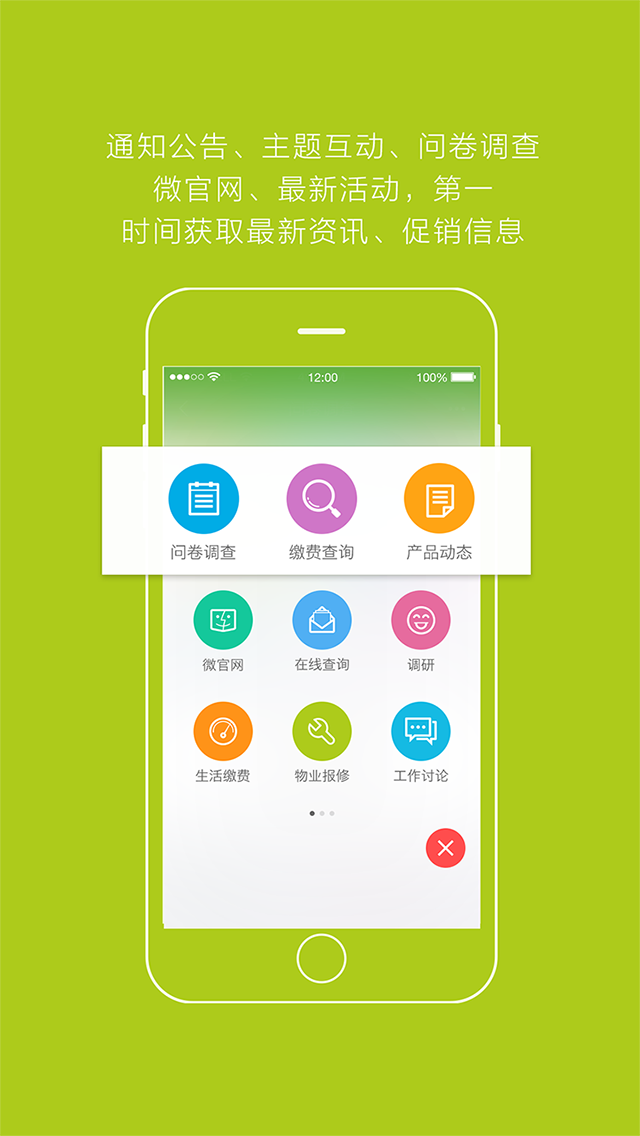 通知公告、主题互动、问卷调查
微官网、最新活动，第一
时间获取最新资讯、促销信息
12:00
100%
问卷调查
缴费查询
产品动态
微官网
在线查询
调研
生活缴费
物业报修
工作讨论